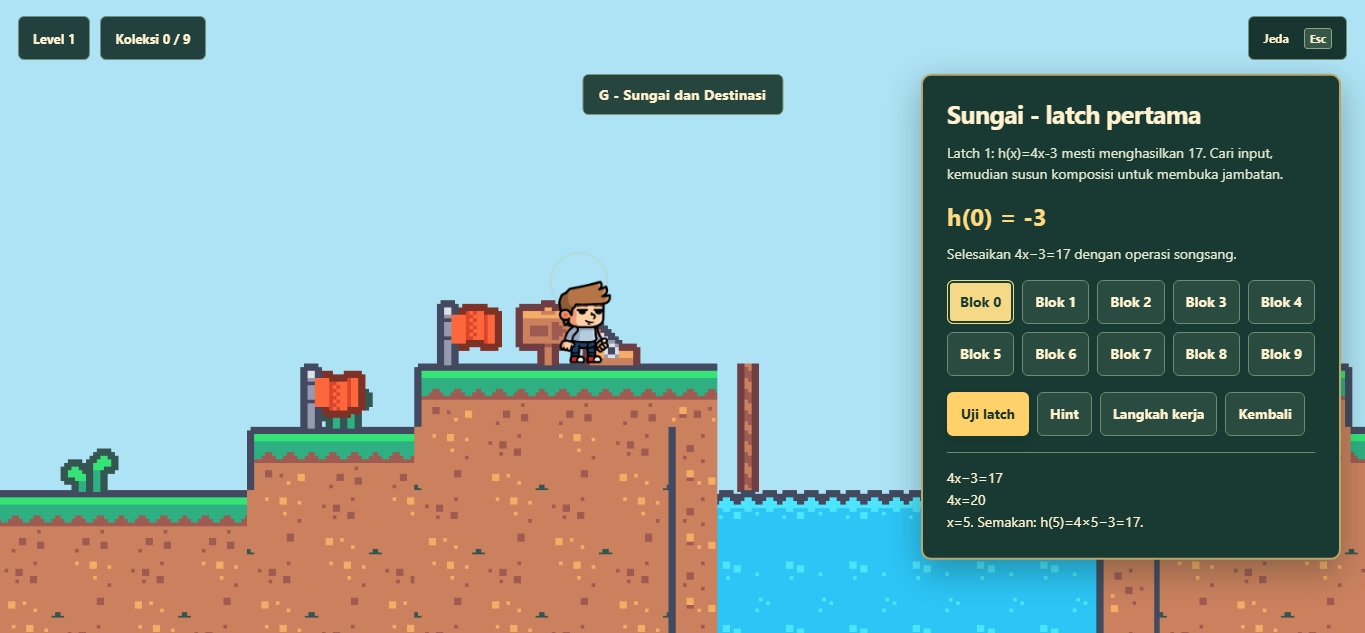 Level 1
Koleksi 0 / 9
Jeda Esc
G - Sungai dan Destinasi
Sungai - latch pertama
Latch 1: h(x)=4x-3 mesti menghasilkan 17. Cari input,
kemudian susun komposisi untuk membuka jambatan.
h(0) = -3
Selesaikan 4x−3=17 dengan operasi songsang.
Blok 0 Blok 1 Blok 2 Blok 3 Blok 4
Blok 5 Blok 6 Blok 7 Blok 8 Blok 9
Uji latch Hint Langkah kerja Kembali
4x−3=17
4x=20
x=5. Semakan: h(5)=4×5−3=17.